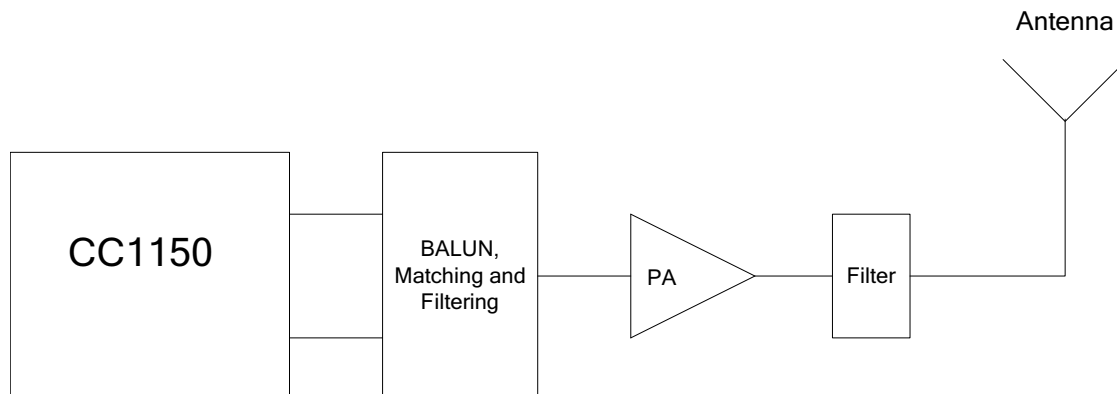 Antenna
CC1150
BALUN,
Matching and
Filtering
PA
Filter